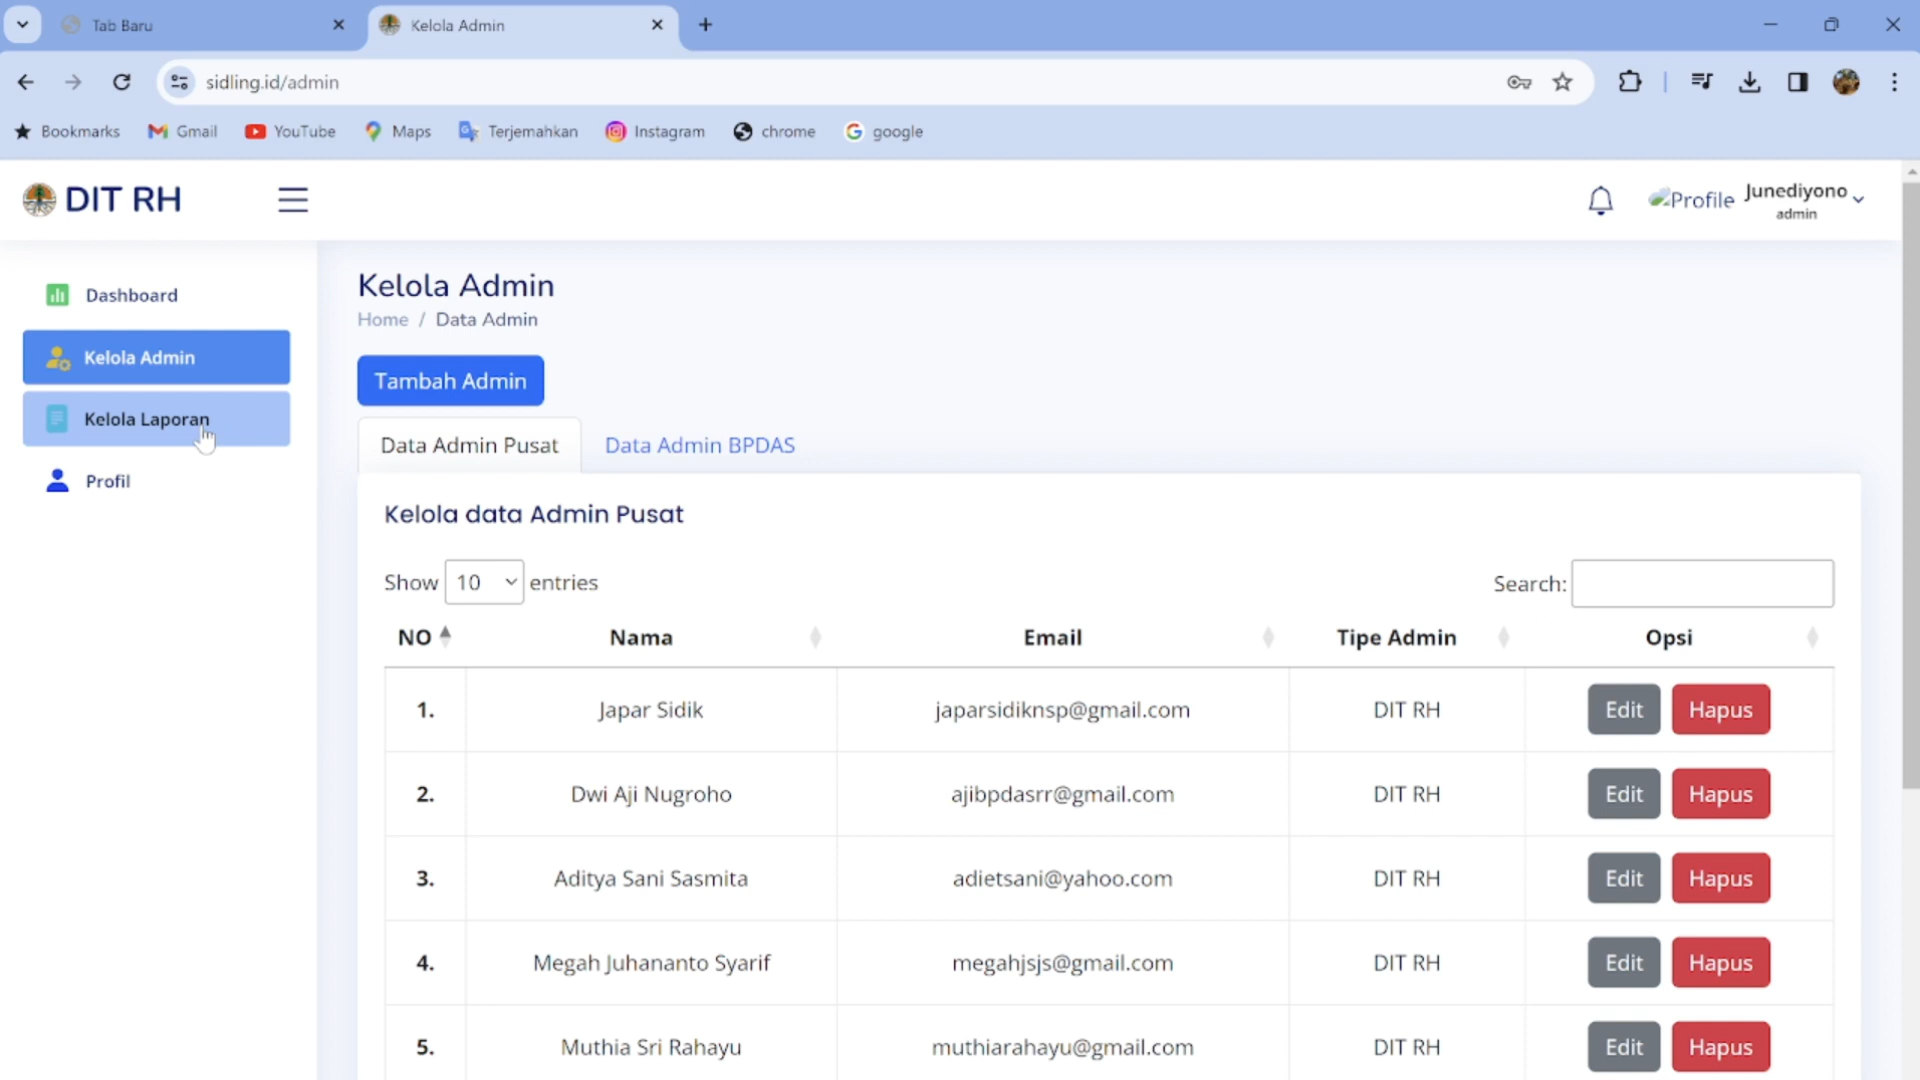 Tab Baru
Kelola Admin
sidling.id/admin
Bookmarks Gmail YouTube Maps Terjemahkan Instagram chrome google
DIT RH
Profile Junediyono
admin
Dashboard
Kelola Admin
Kelola Laporan
Profil
Kelola Admin
Home / Data Admin
Tambah Admin
Data Admin Pusat Data Admin BPDAS
Kelola data Admin Pusat
Show 10 entries Search:
NO Nama Email Tipe Admin Opsi
1. Japar Sidik japarsidiknsp@gmail.com DIT RH Edit Hapus
2. Dwi Aji Nugroho ajibpdasrr@gmail.com DIT RH Edit Hapus
3. Aditya Sani Sasmita adietsani@yahoo.com DIT RH Edit Hapus
4. Megah Juhananto Syarif megahjsjs@gmail.com DIT RH Edit Hapus
5. Muthia Sri Rahayu muthiarahayu@gmail.com DIT RH Edit Hapus